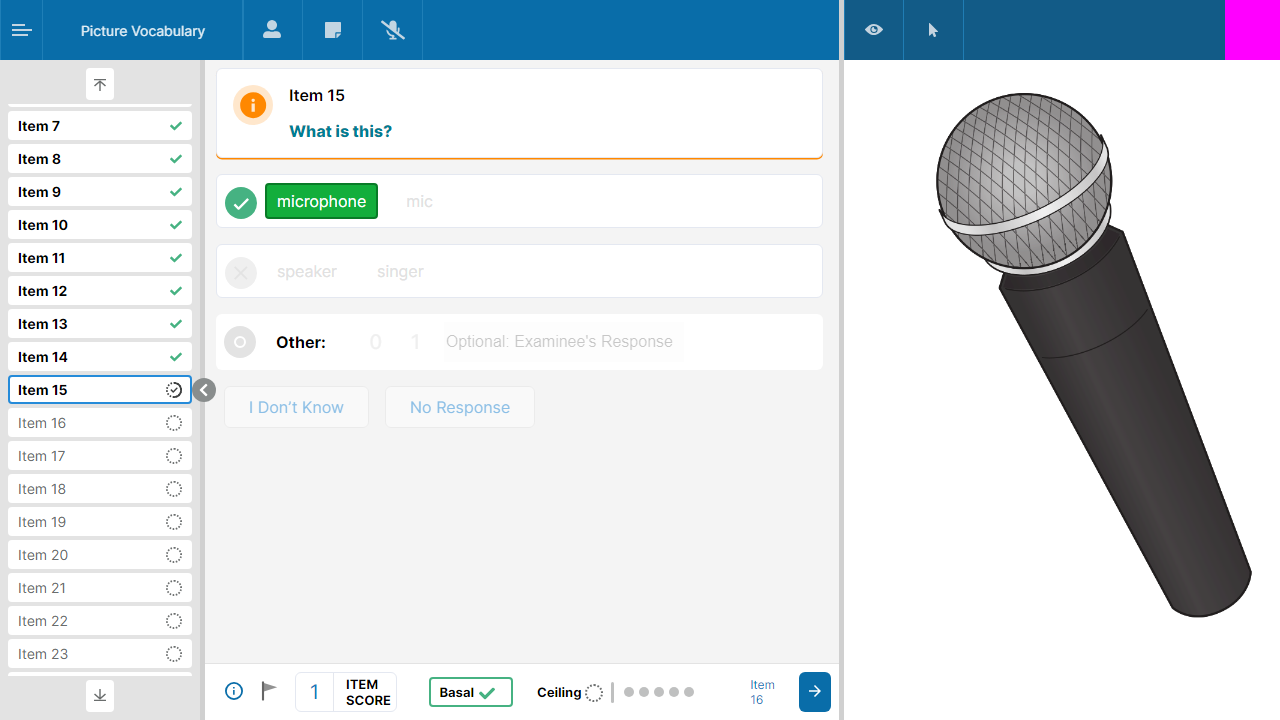 Picture Vocabulary
Item 7
Item 8
Item 9
Item 10
Item 11
Item 12
Item 13
Item 14
Item 15
Item 16
Item 17
Item 18
Item 19
Item 20
Item 21
Item 22
Item 23
Item 15
What is this?
microphone mic
speaker singer
Other: 0 1 Optional: Examinee's Response
I Don't Know No Response
1 ITEM SCORE
Basal
Ceiling
Item 16